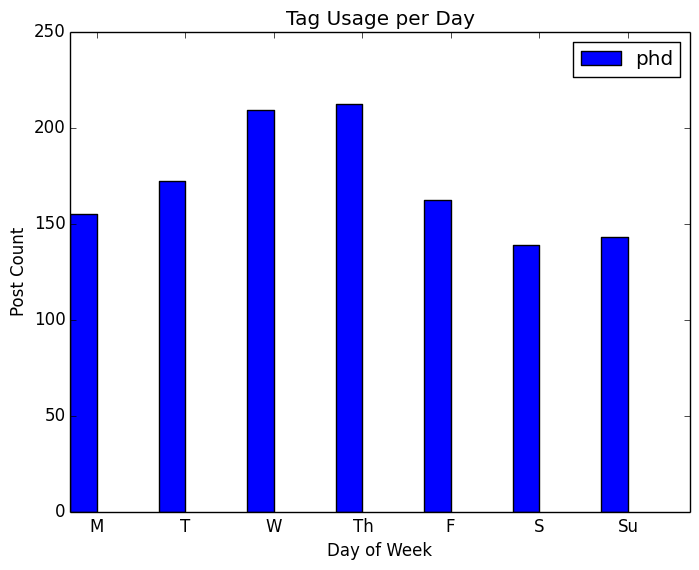 Tag Usage per Day
phd
250
200
150
100
50
0
Post Count
M T W Th F S Su
Day of Week